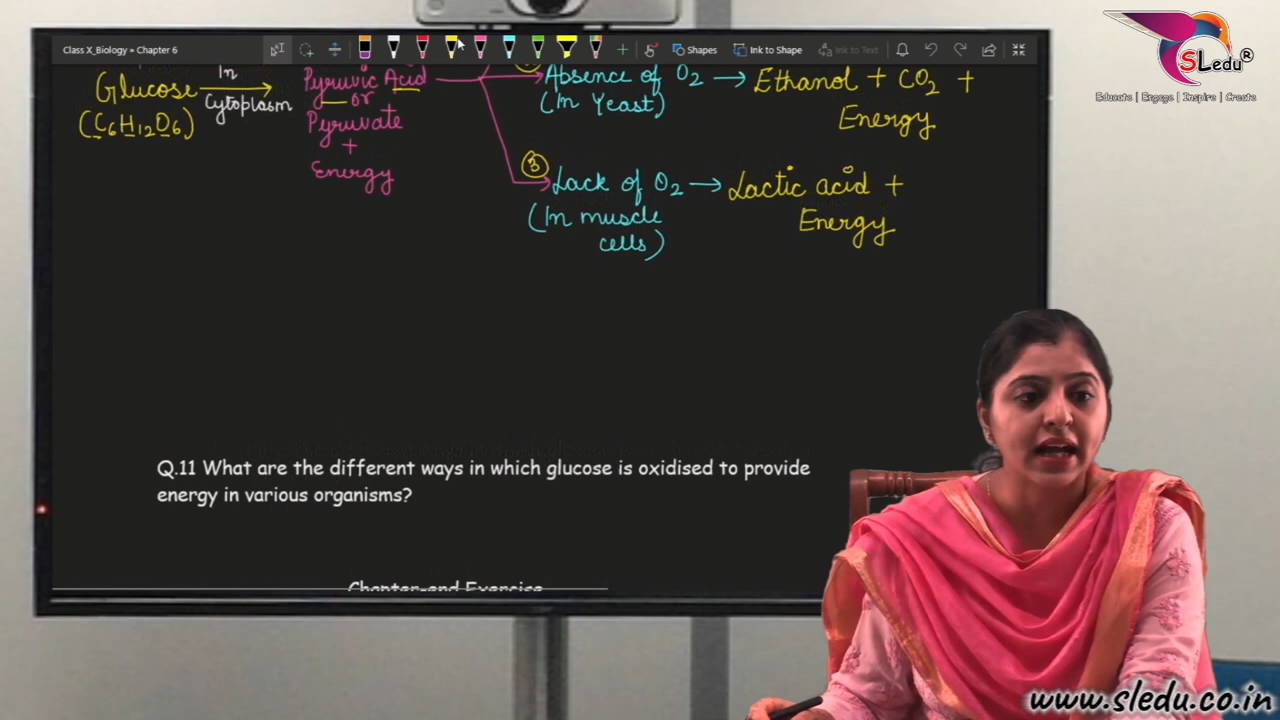 Class X_Biology » Chapter 6
Shapes
Ink to Shape
Ink to Text
SLedu®
Educate | Engage | Inspire | Create
Glucose
(C6H12O6)
In
Cytoplasm
Pyruvic Acid
or
Pyruvate
+
Energy
Absence of O2 → Ethanol + CO2 +
(In Yeast)
Energy
3
Lack of O2 → Lactic acid +
(In muscle
cells)
Energy
Q.11 What are the different ways in which glucose is oxidised to provide
energy in various organisms?
Chapter-end Exercise
www.sledu.co.in